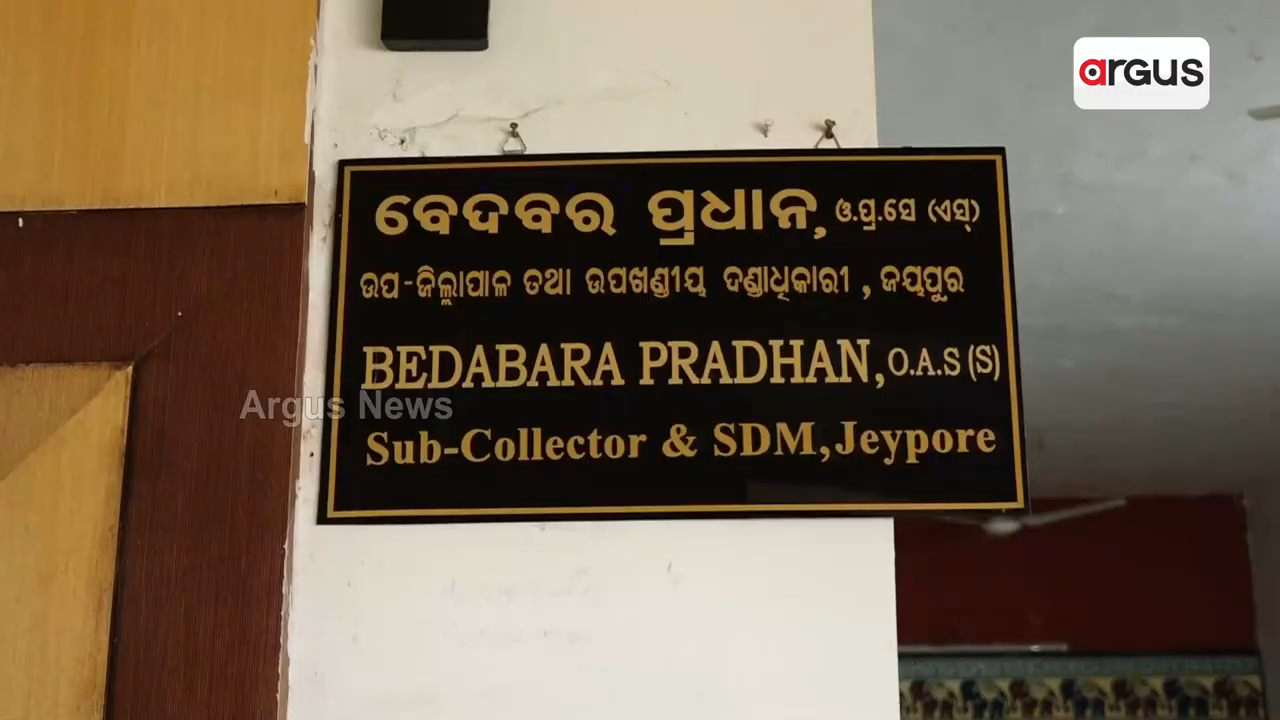 argus
ବେଦବର ପ୍ରଧାନ, ଓ.ପ୍ର.ସେ (ଏସ୍)
ଉପ-ଜିଲ୍ଲାପାଳ ତଥା ଉପଖଣ୍ଡୀୟ ଦଣ୍ଡାଧିକାରୀ , ଜୟପୁର
BEDABARA PRADHAN, O.A.S (S)
Argus News
Sub-Collector & SDM, Jeypore